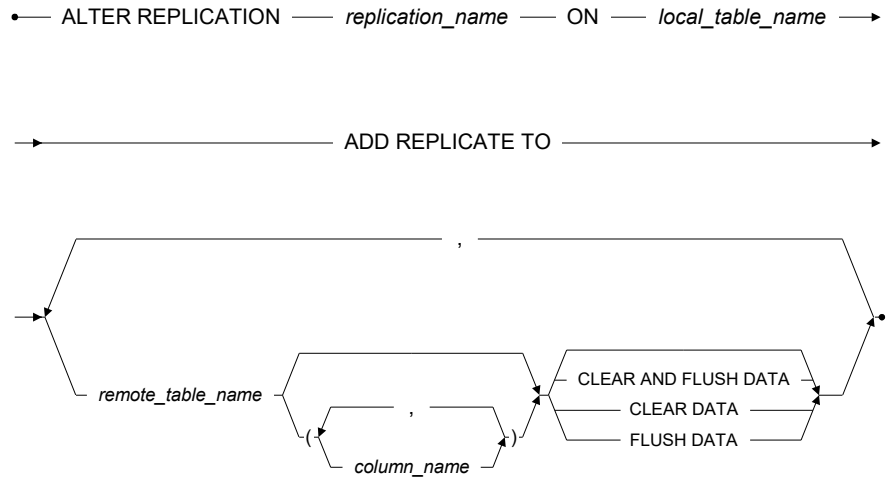 ALTER REPLICATION replication_name ON local_table_name
ADD REPLICATE TO
,
remote_table_name
CLEAR AND FLUSH DATA
CLEAR DATA
FLUSH DATA
( , )
column_name